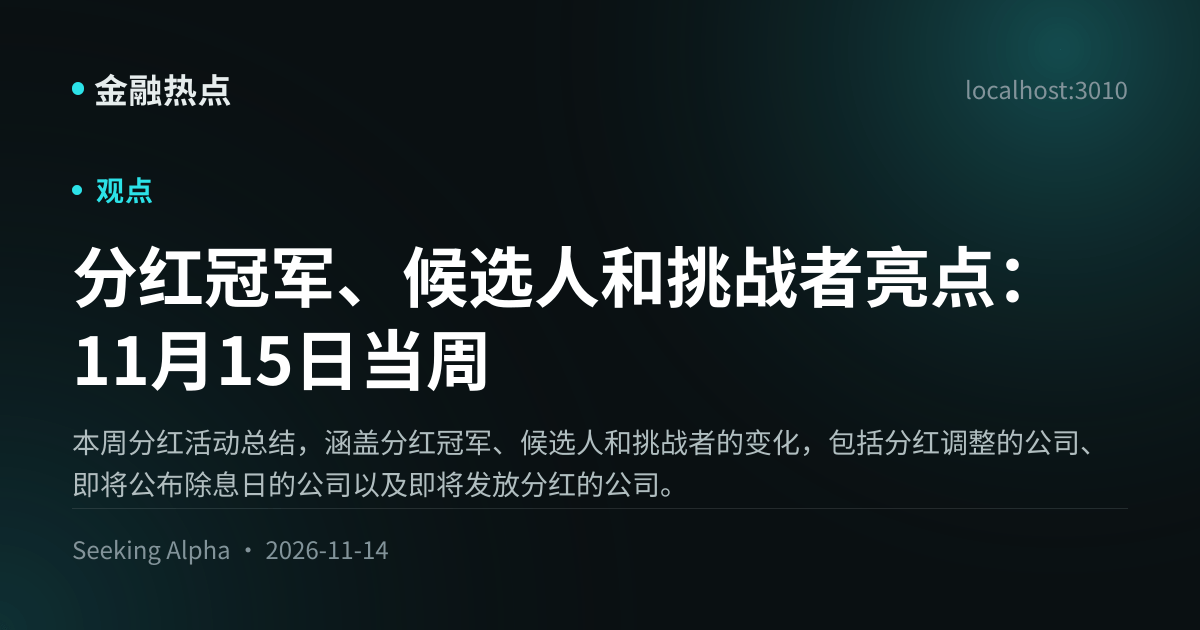 金融热点
localhost:3010
观点
分红冠军、候选人和挑战者亮点：
11月15日当周
本周分红活动总结，涵盖分红冠军、候选人和挑战者的变化，包括分红调整的公司、
即将公布除息日的公司以及即将发放分红的公司。
Seeking Alpha · 2026-11-14